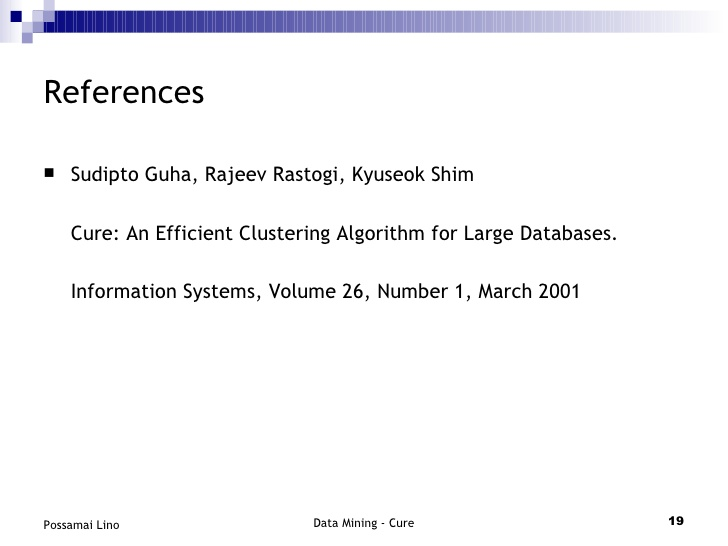 References
Sudipto Guha, Rajeev Rastogi, Kyuseok Shim
Cure: An Efficient Clustering Algorithm for Large Databases.
Information Systems, Volume 26, Number 1, March 2001
Possamai Lino
Data Mining - Cure
19